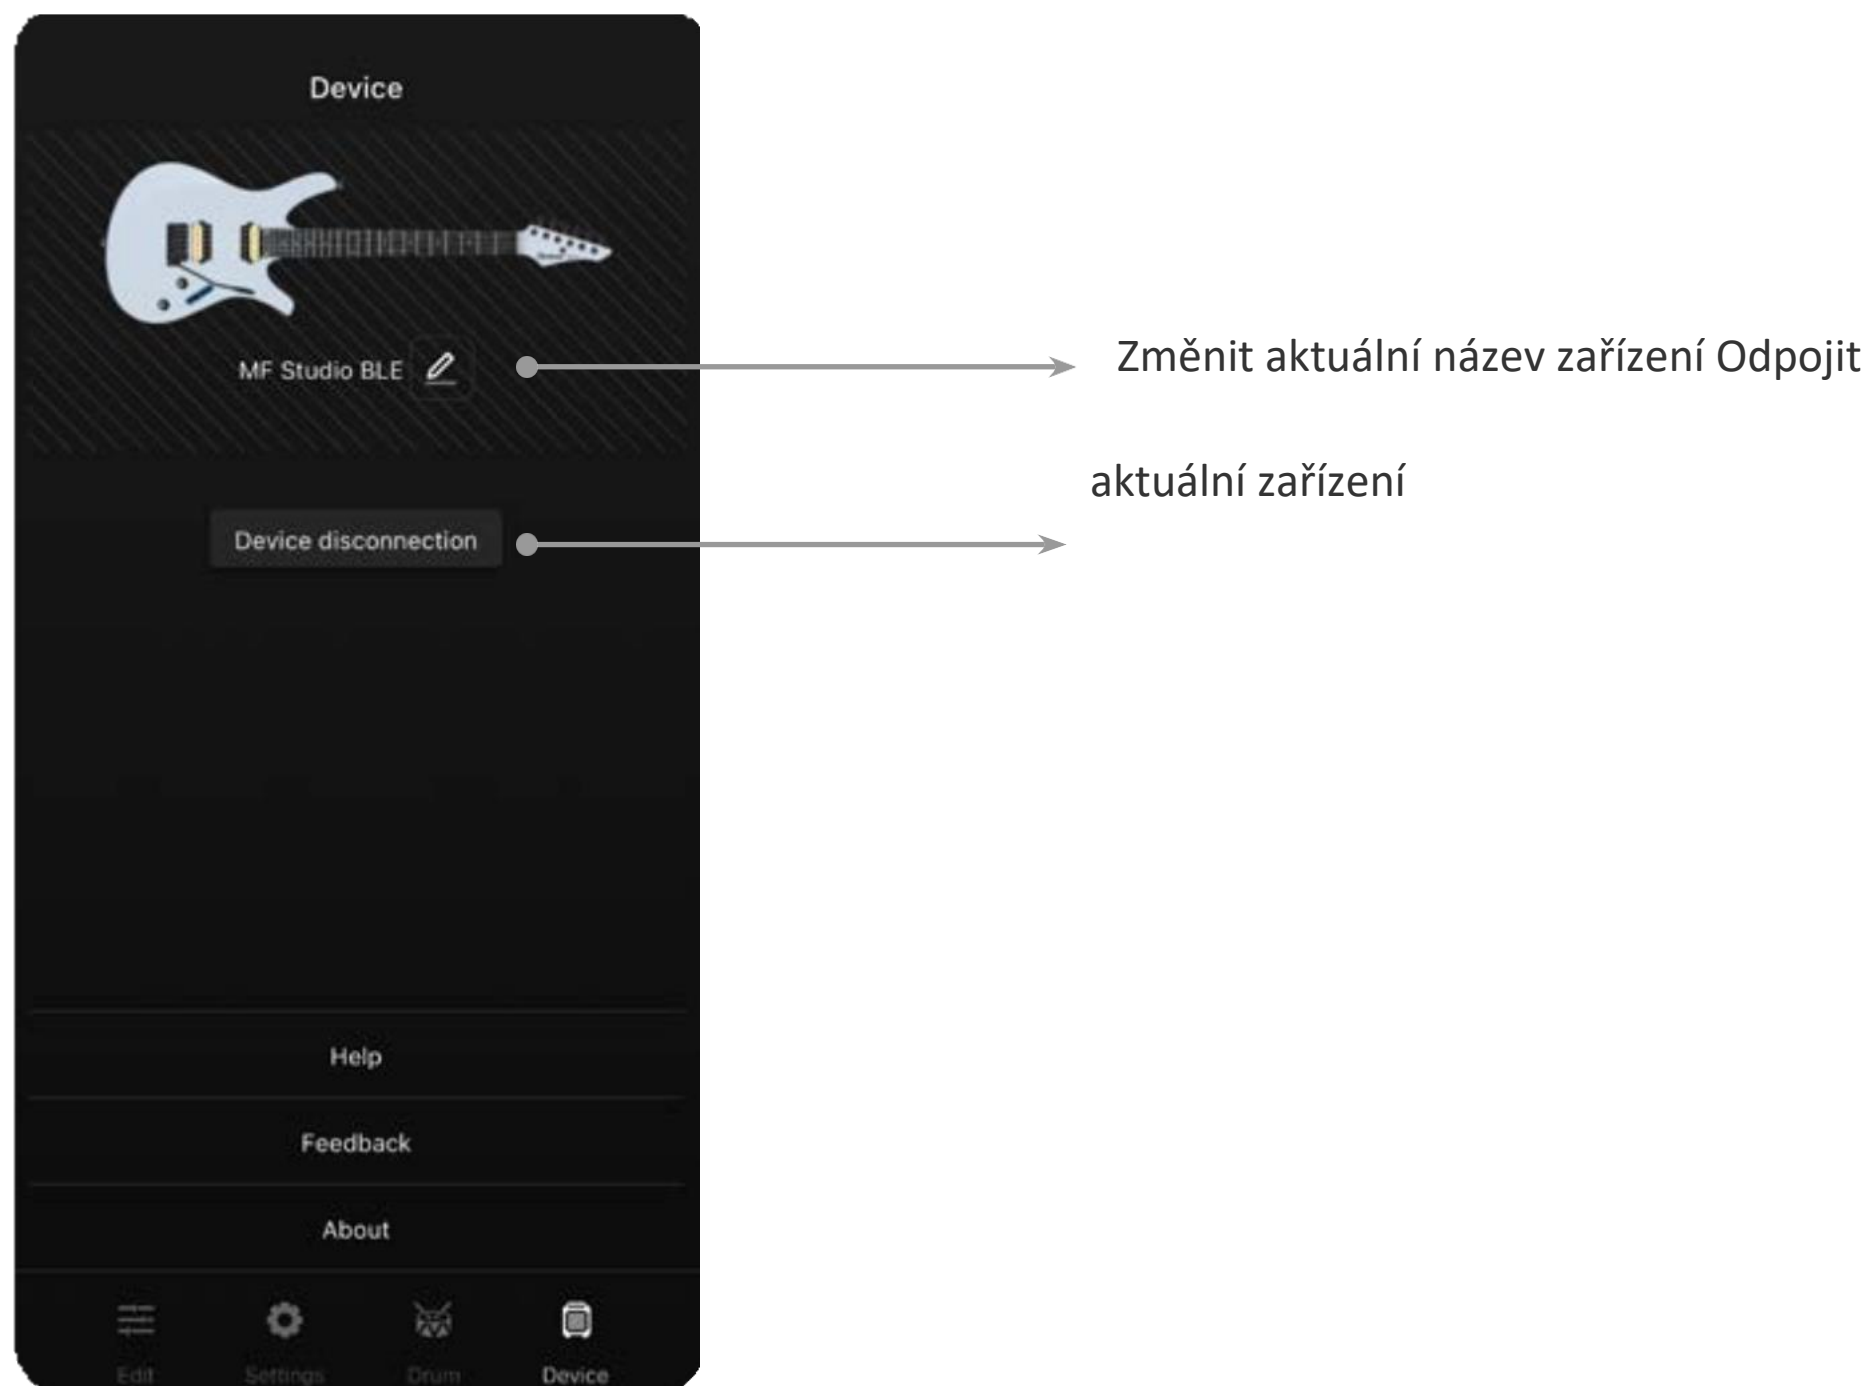 Device
MF Studio BLE
Změnit aktuální název zařízení Odpojit
aktuální zařízení
Device disconnection
Help
Feedback
About
Edit Settings Drum Device